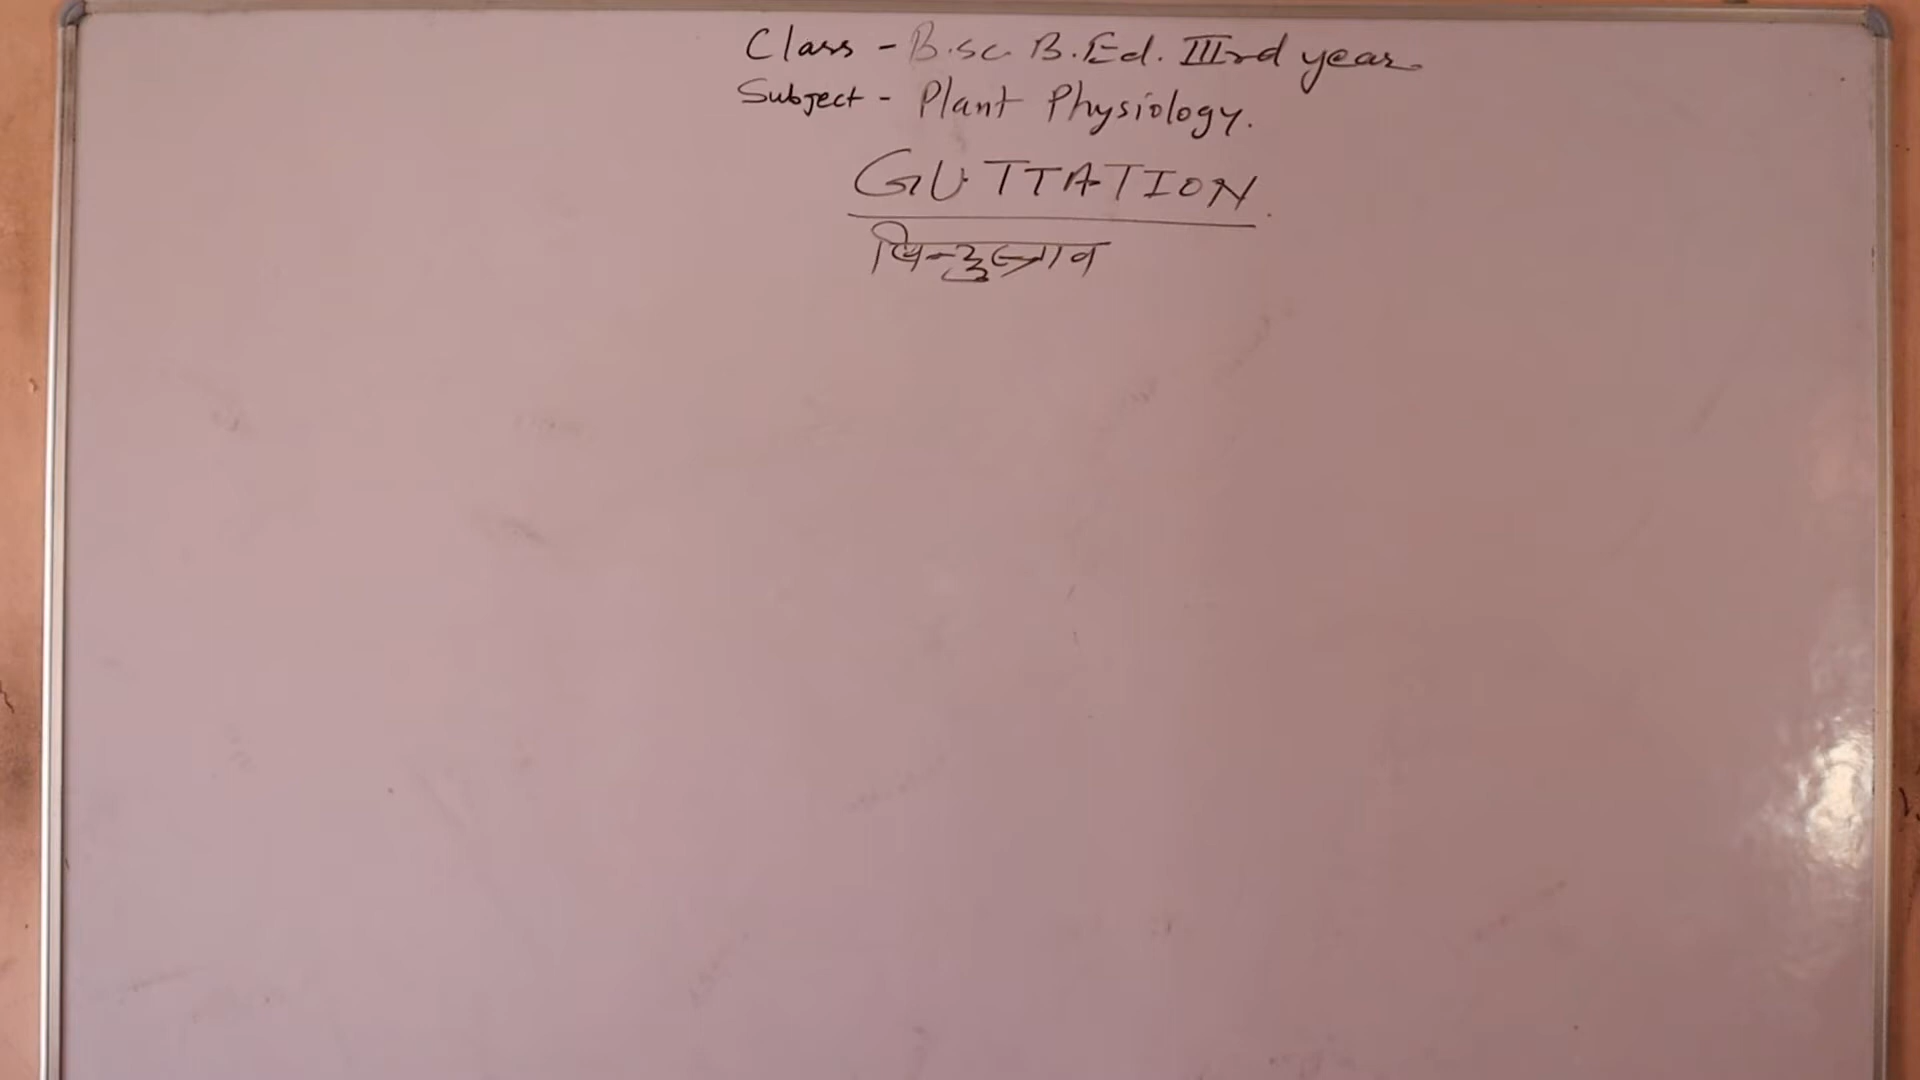 Class - B.Sc. B.Ed. IIIrd year.
Subject - Plant Physiology.
GUTTATION.
बिन्दुस्त्राव